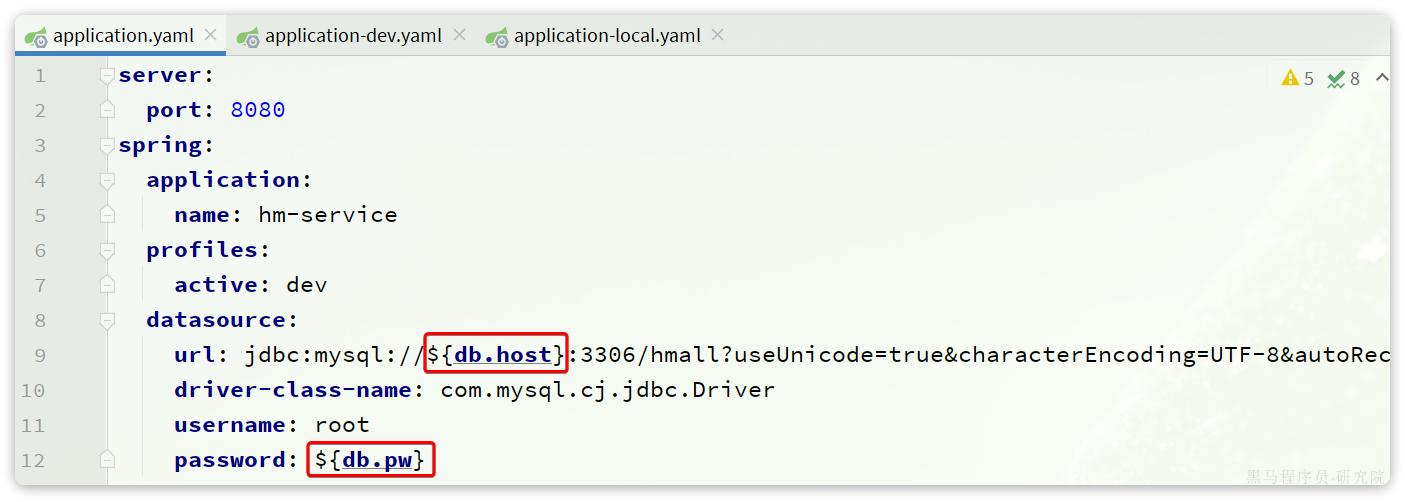 application.yaml application-dev.yaml application-local.yaml
5 8
1 server:
2   port: 8080
3 spring:
4   application:
5     name: hm-service
6   profiles:
7     active: dev
8   datasource:
9     url: jdbc:mysql://${db.host}:3306/hmall?useUnicode=true&characterEncoding=UTF-8&autoRec
10     driver-class-name: com.mysql.cj.jdbc.Driver
11     username: root
12     password: ${db.pw}
黑马程序员-研究院